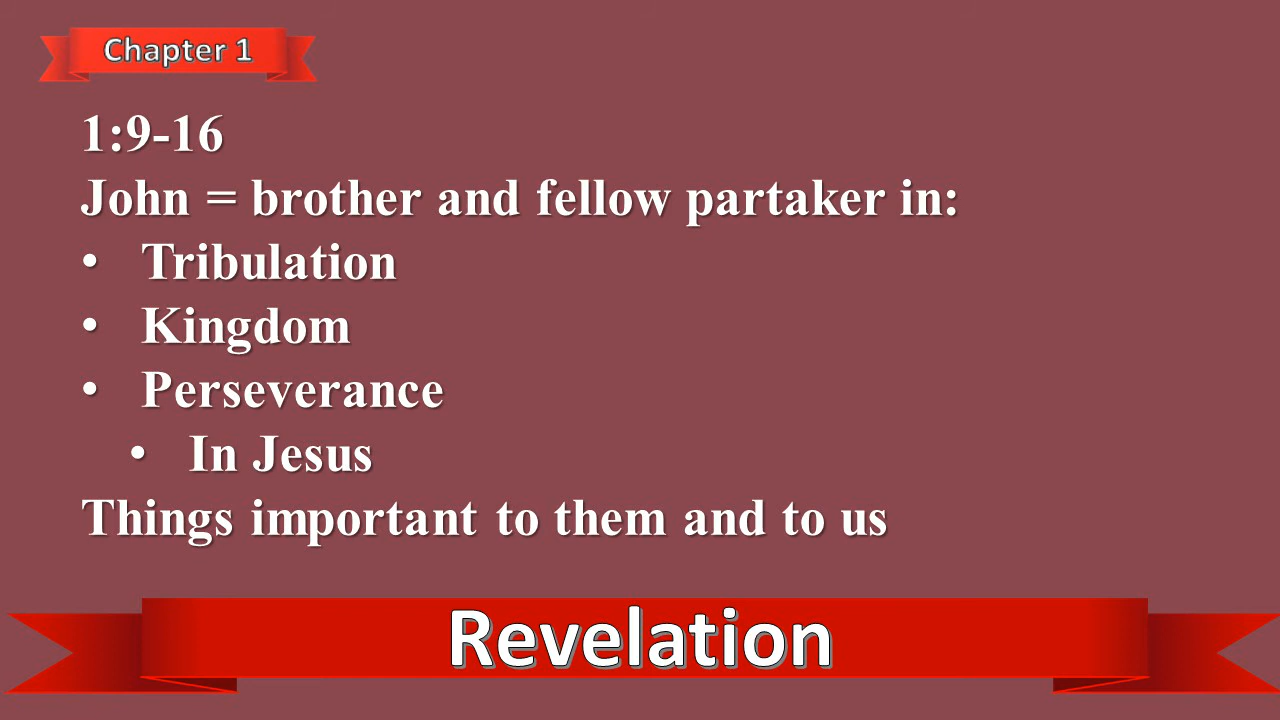 Chapter 1
1:9-16
John = brother and fellow partaker in:
• Tribulation
• Kingdom
• Perseverance
• In Jesus
Things important to them and to us
Revelation